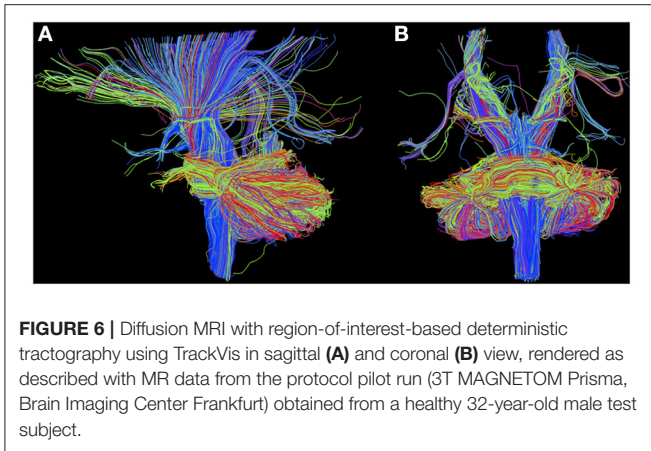 A
B
FIGURE 6 | Diffusion MRI with region-of-interest-based deterministic
tractography using TrackVis in sagittal (A) and coronal (B) view, rendered as
described with MR data from the protocol pilot run (3T MAGNETOM Prisma,
Brain Imaging Center Frankfurt) obtained from a healthy 32-year-old male test
subject.